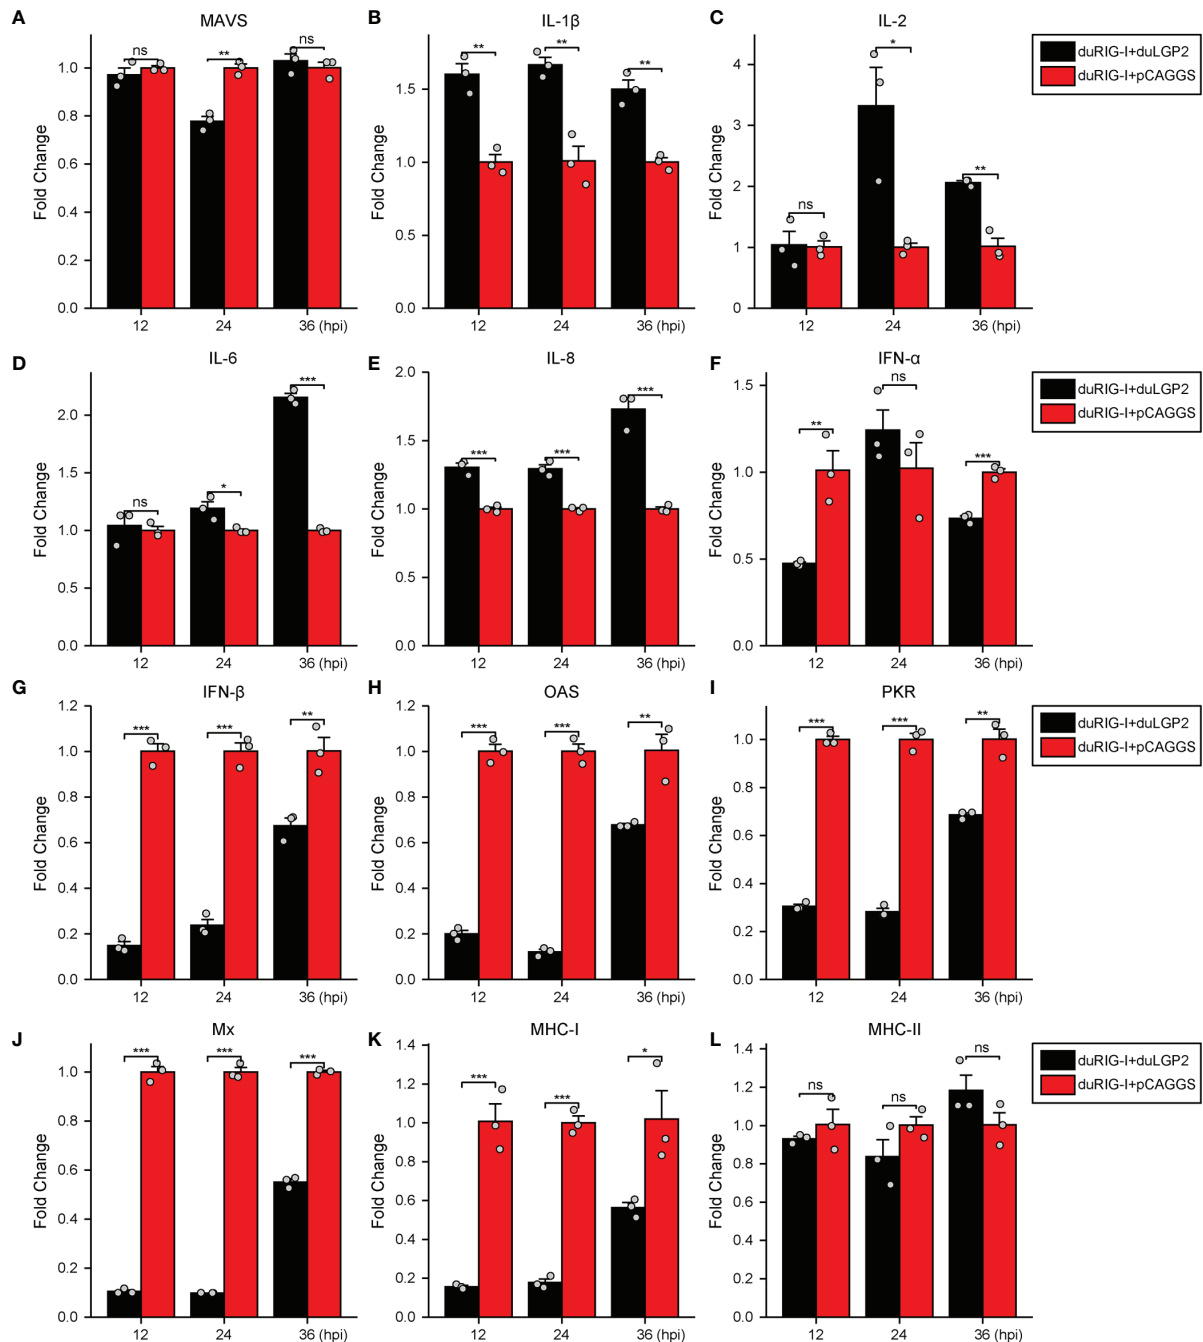 A MAVS
Fold Change
1.0
0.8
0.6
0.4
0.2
0.0
ns ** ns
12 24 36 (hpi)
B IL-1β
Fold Change
1.5
1.0
0.5
0.0
** ** **
12 24 36 (hpi)
C IL-2
Fold Change
4
3
2
1
0
ns * **
12 24 36 (hpi)
duRIG-I+duLGP2
duRIG-I+pCAGGS
D IL-6
Fold Change
2.0
1.5
1.0
0.5
0.0
ns * ***
12 24 36 (hpi)
E IL-8
Fold Change
2.0
1.5
1.0
0.5
0.0
*** *** ***
12 24 36 (hpi)
F IFN-α
Fold Change
1.5
1.0
0.5
0.0
** ns ***
12 24 36 (hpi)
duRIG-I+duLGP2
duRIG-I+pCAGGS
G IFN-β
Fold Change
1.2
1.0
0.8
0.6
0.4
0.2
0.0
*** *** **
12 24 36 (hpi)
H OAS
Fold Change
1.2
1.0
0.8
0.6
0.4
0.2
0.0
*** *** **
12 24 36 (hpi)
I PKR
Fold Change
1.0
0.8
0.6
0.4
0.2
0.0
*** *** **
12 24 36 (hpi)
duRIG-I+duLGP2
duRIG-I+pCAGGS
J Mx
Fold Change
1.0
0.8
0.6
0.4
0.2
0.0
*** *** ***
12 24 36 (hpi)
K MHC-I
Fold Change
1.4
1.2
1.0
0.8
0.6
0.4
0.2
0.0
*** *** *
12 24 36 (hpi)
L MHC-II
Fold Change
1.4
1.2
1.0
0.8
0.6
0.4
0.2
0.0
ns ns ns
12 24 36 (hpi)
duRIG-I+duLGP2
duRIG-I+pCAGGS